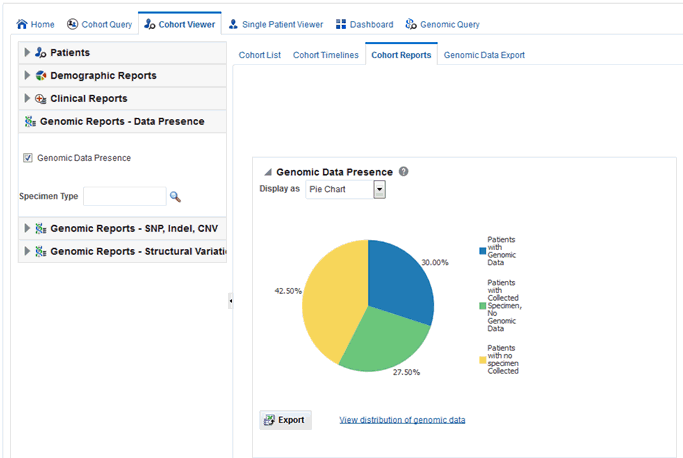 Home
Cohort Query
Cohort Viewer
Single Patient Viewer
Dashboard
Genomic Query
Patients
Demographic Reports
Clinical Reports
Genomic Reports - Data Presence
Genomic Data Presence
Specimen Type
Genomic Reports - SNP, Indel, CNV
Genomic Reports - Structural Variati
Cohort List
Cohort Timelines
Cohort Reports
Genomic Data Export
Genomic Data Presence
Display as
Pie Chart
42.50%
30.00%
27.50%
Patients
with
Genomic
Data
Patients
with
Collected
Specimen,
No
Genomic
Data
Patients
with no
specimen
Collected
Export
View distribution of genomic data